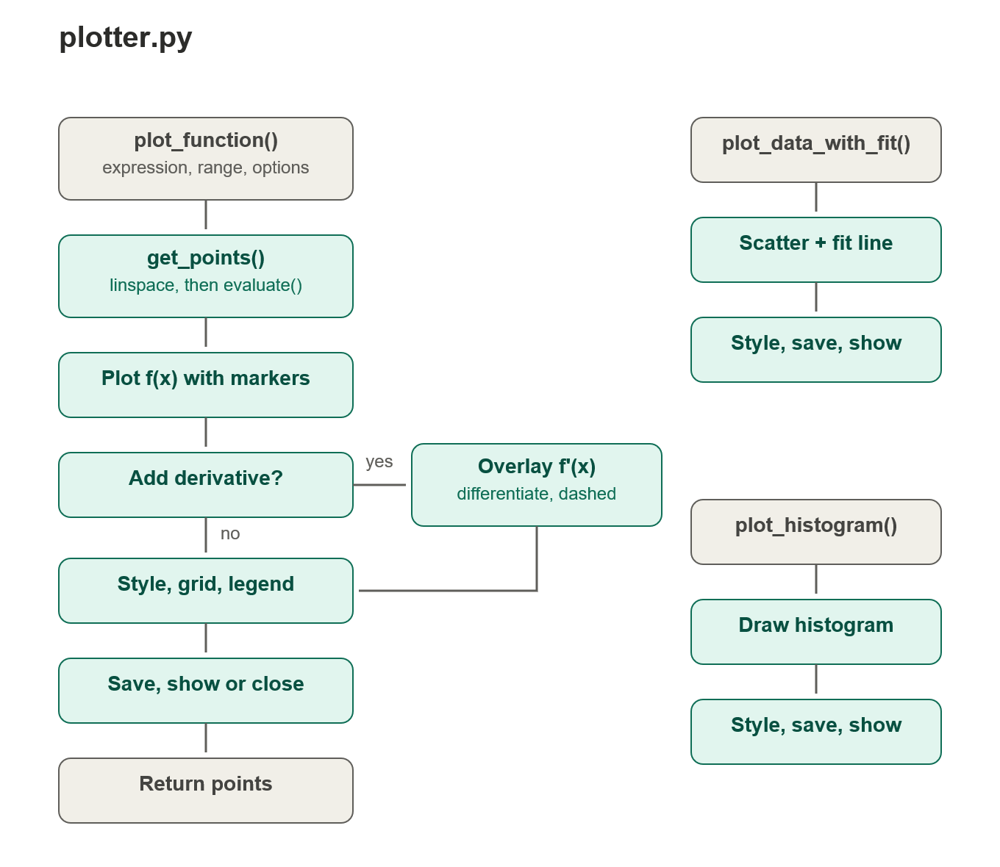 plotter.py
plot_function()
expression, range, options
get_points()
linspace, then evaluate()
Plot f(x) with markers
Add derivative?
yes
Overlay f'(x)
differentiate, dashed
no
Style, grid, legend
Save, show or close
Return points
plot_data_with_fit()
Scatter + fit line
Style, save, show
plot_histogram()
Draw histogram
Style, save, show